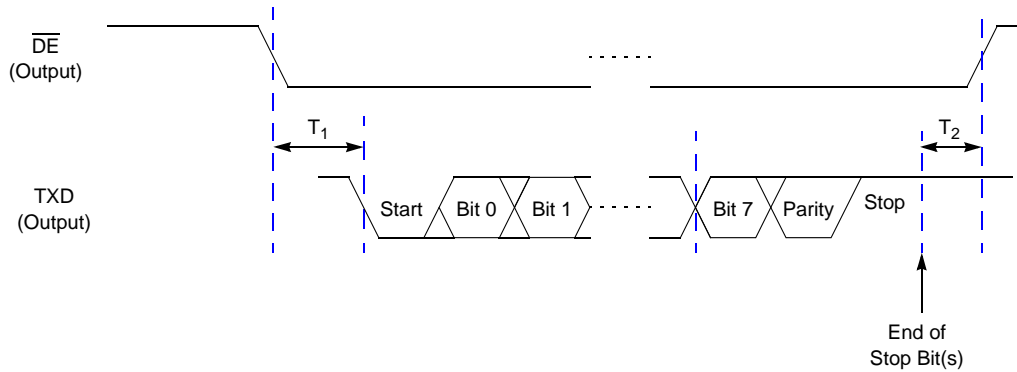 DE
(Output)
T1
T2
TXD
(Output)
Start
Bit 0
Bit 1
Bit 7
Parity
Stop
End of
Stop Bit(s)